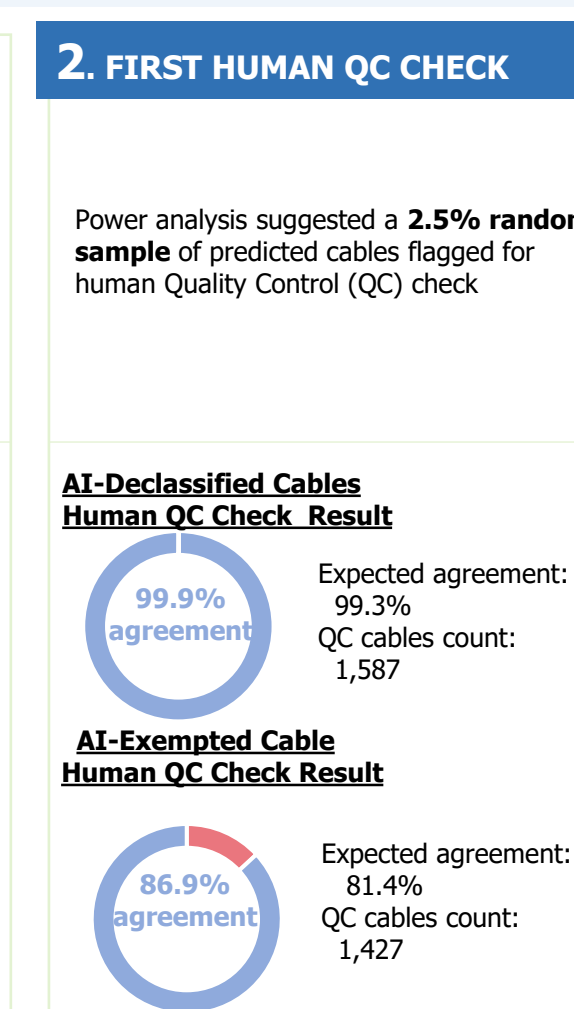 2. FIRST HUMAN QC CHECK
Power analysis suggested a 2.5% random
sample of predicted cables flagged for
human Quality Control (QC) check
AI-Declassified Cables
Human QC Check Result
99.9%
agreement
Expected agreement:
99.3%
QC cables count:
1,587
AI-Exempted Cable
Human QC Check Result
86.9%
agreement
Expected agreement:
81.4%
QC cables count:
1,427